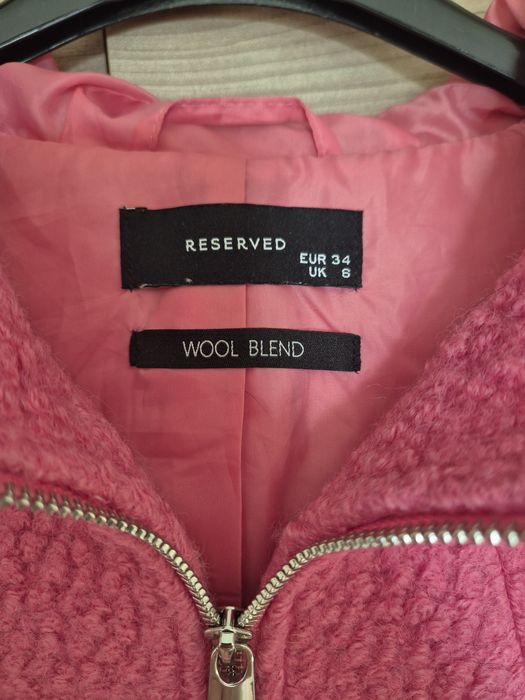 RESERVED
EUR 34
UK 6
WOOL BLEND